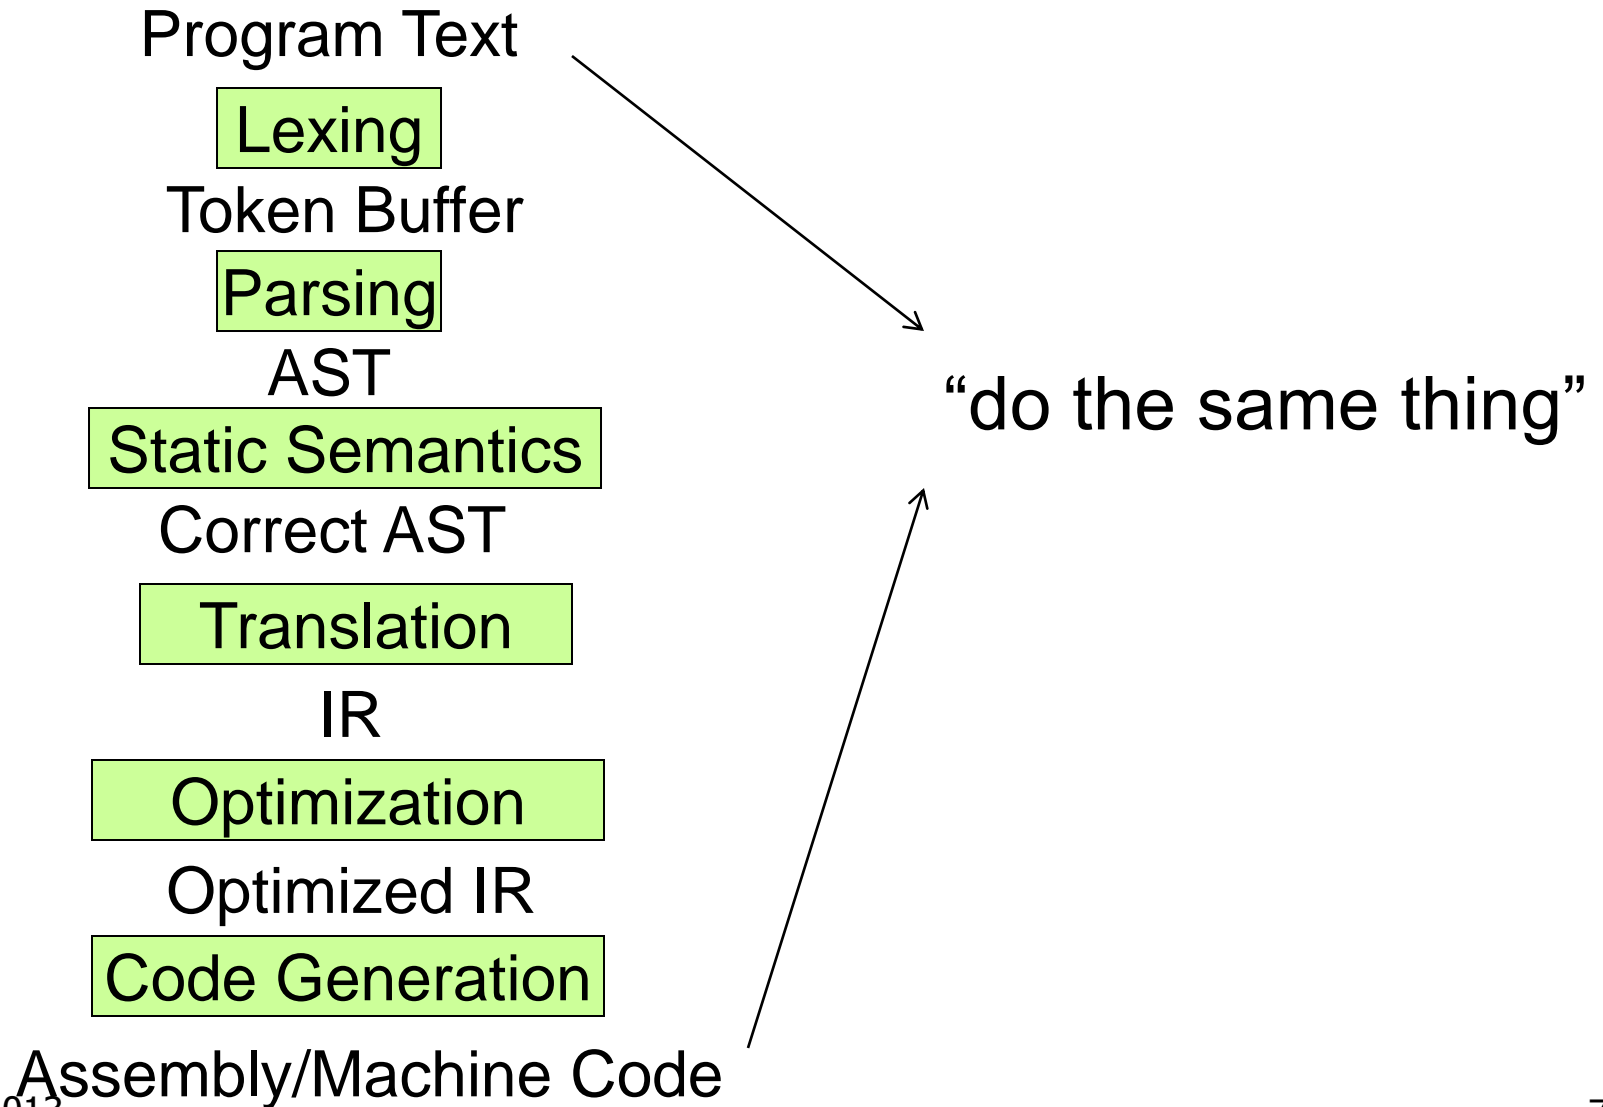 Program Text
Lexing
Token Buffer
Parsing
AST
“do the same thing”
Static Semantics
Correct AST
Translation
IR
Optimization
Optimized IR
Code Generation
Assembly/Machine Code